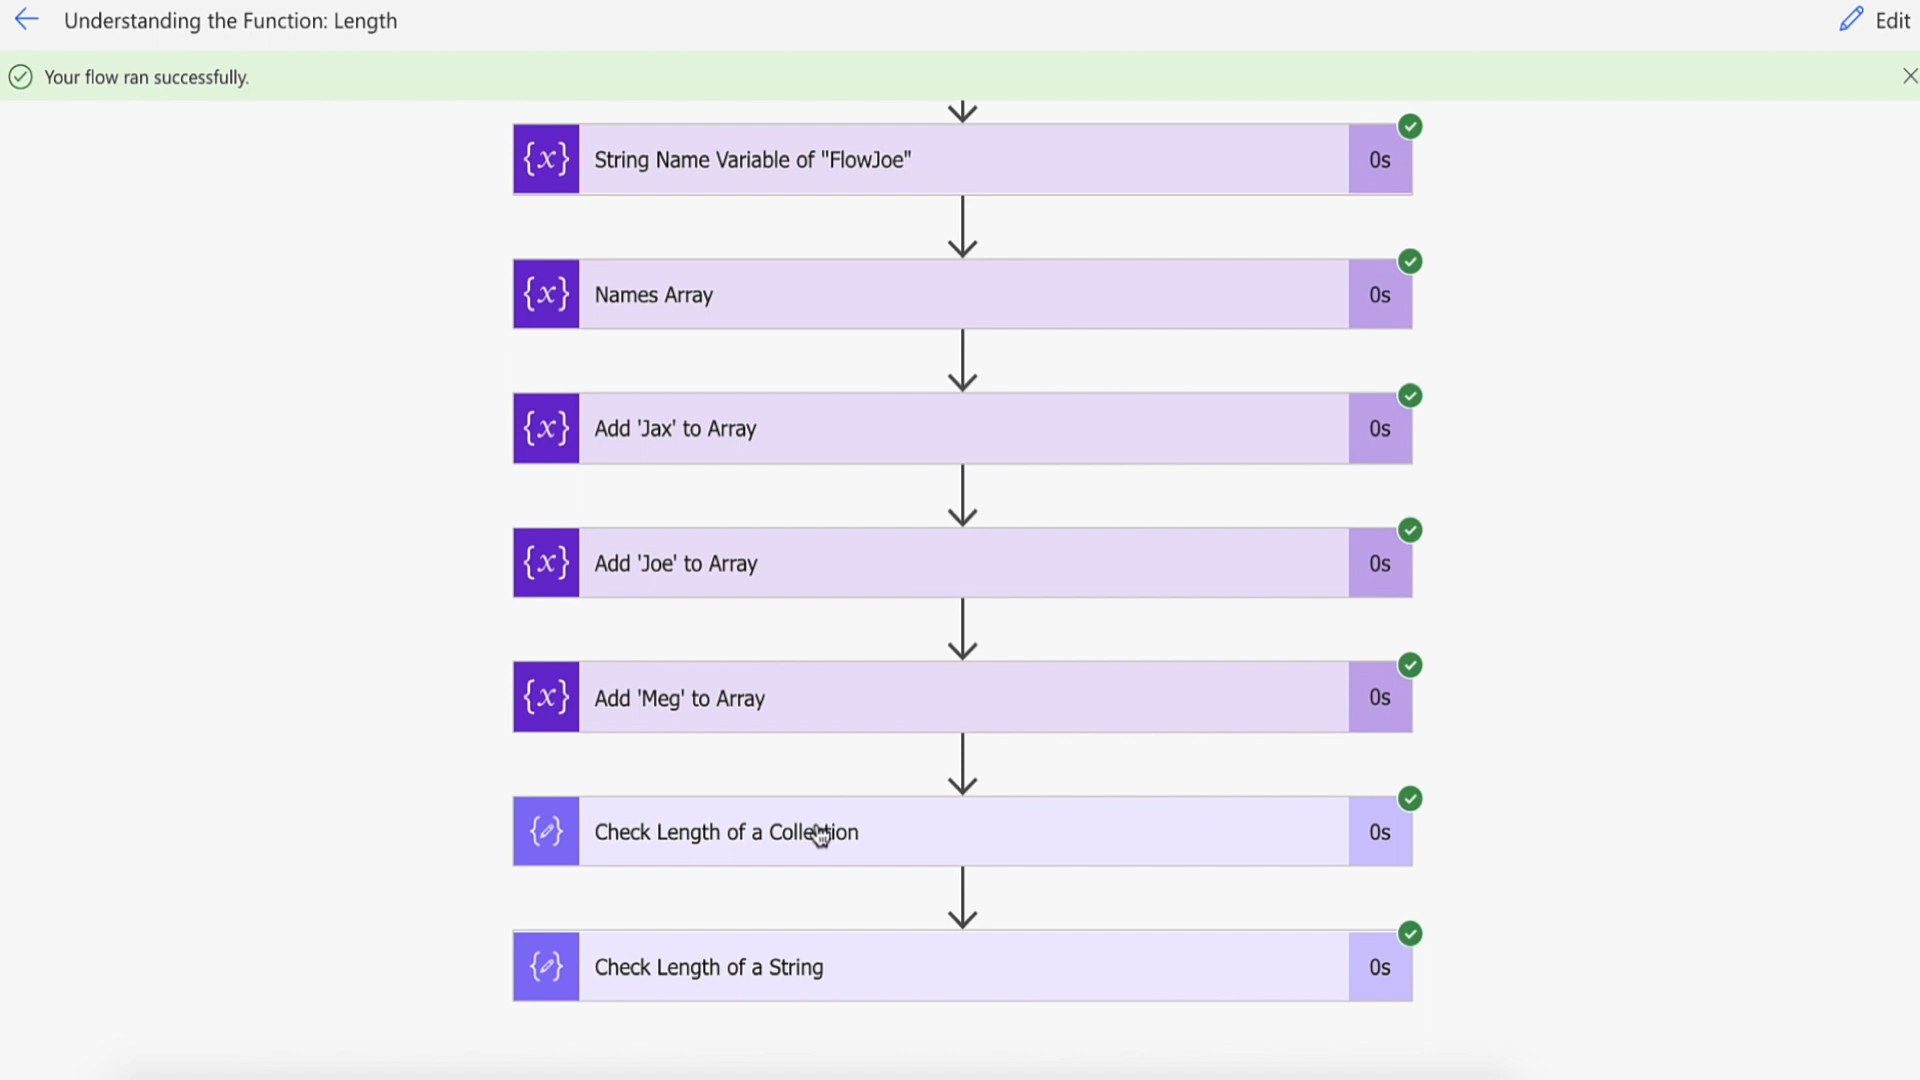 Understanding the Function: Length
Edit
Your flow ran successfully.
{x} String Name Variable of "FlowJoe" 0s
{x} Names Array 0s
{x} Add 'Jax' to Array 0s
{x} Add 'Joe' to Array 0s
{x} Add 'Meg' to Array 0s
Check Length of a Collection 0s
Check Length of a String 0s